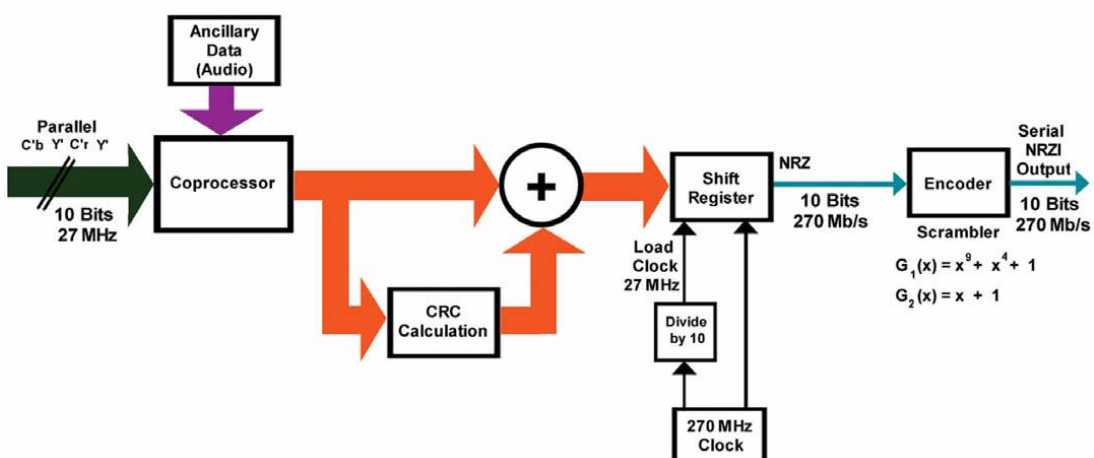 Ancillary
Data
(Audio)
Parallel
C'b Y' C'r Y'
10 Bits
27 MHz
Coprocessor
+
CRC
Calculation
Shift
Register
Load
Clock
27 MHz
Divide
by 10
270 MHz
Clock
NRZ
10 Bits
270 Mb/s
Encoder
Scrambler
G1(x) = x^9 + x^4 + 1
G2(x) = x + 1
Serial
NRZI
Output
10 Bits
270 Mb/s